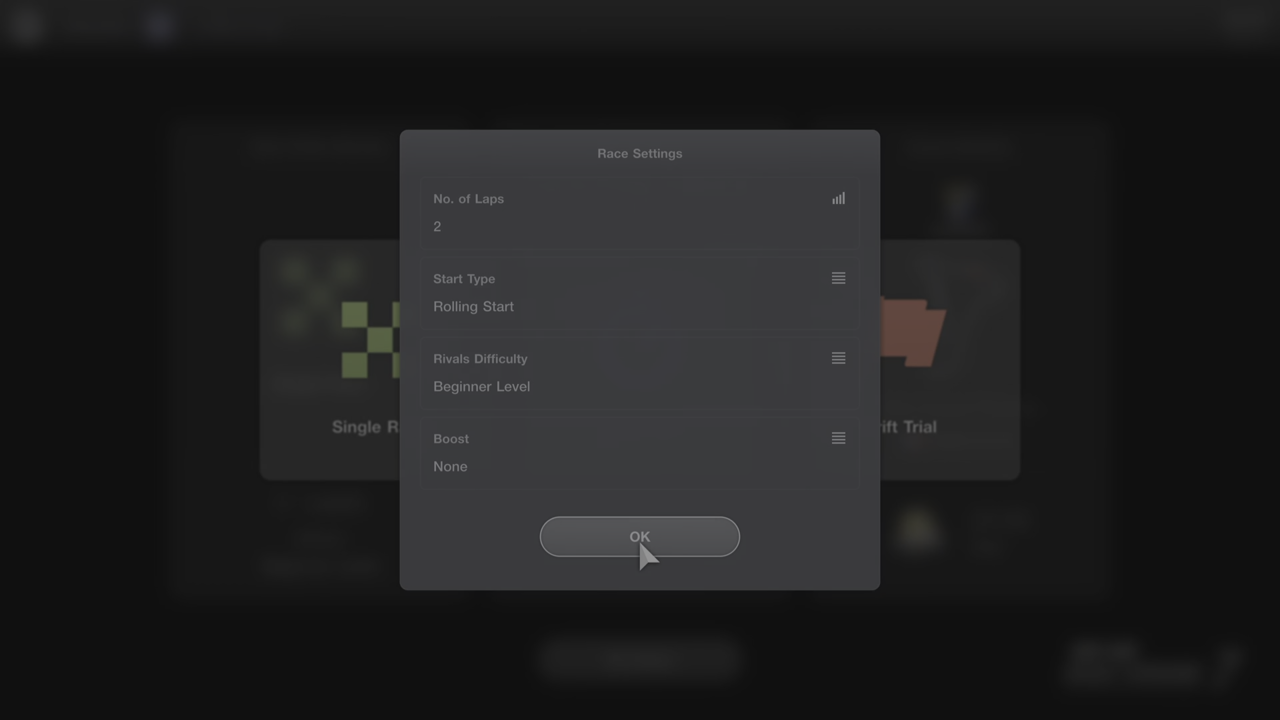 Race Settings
No. of Laps
2
Start Type
Rolling Start
Rivals Difficulty
Beginner Level
Boost
None
OK
Single R
ift Trial